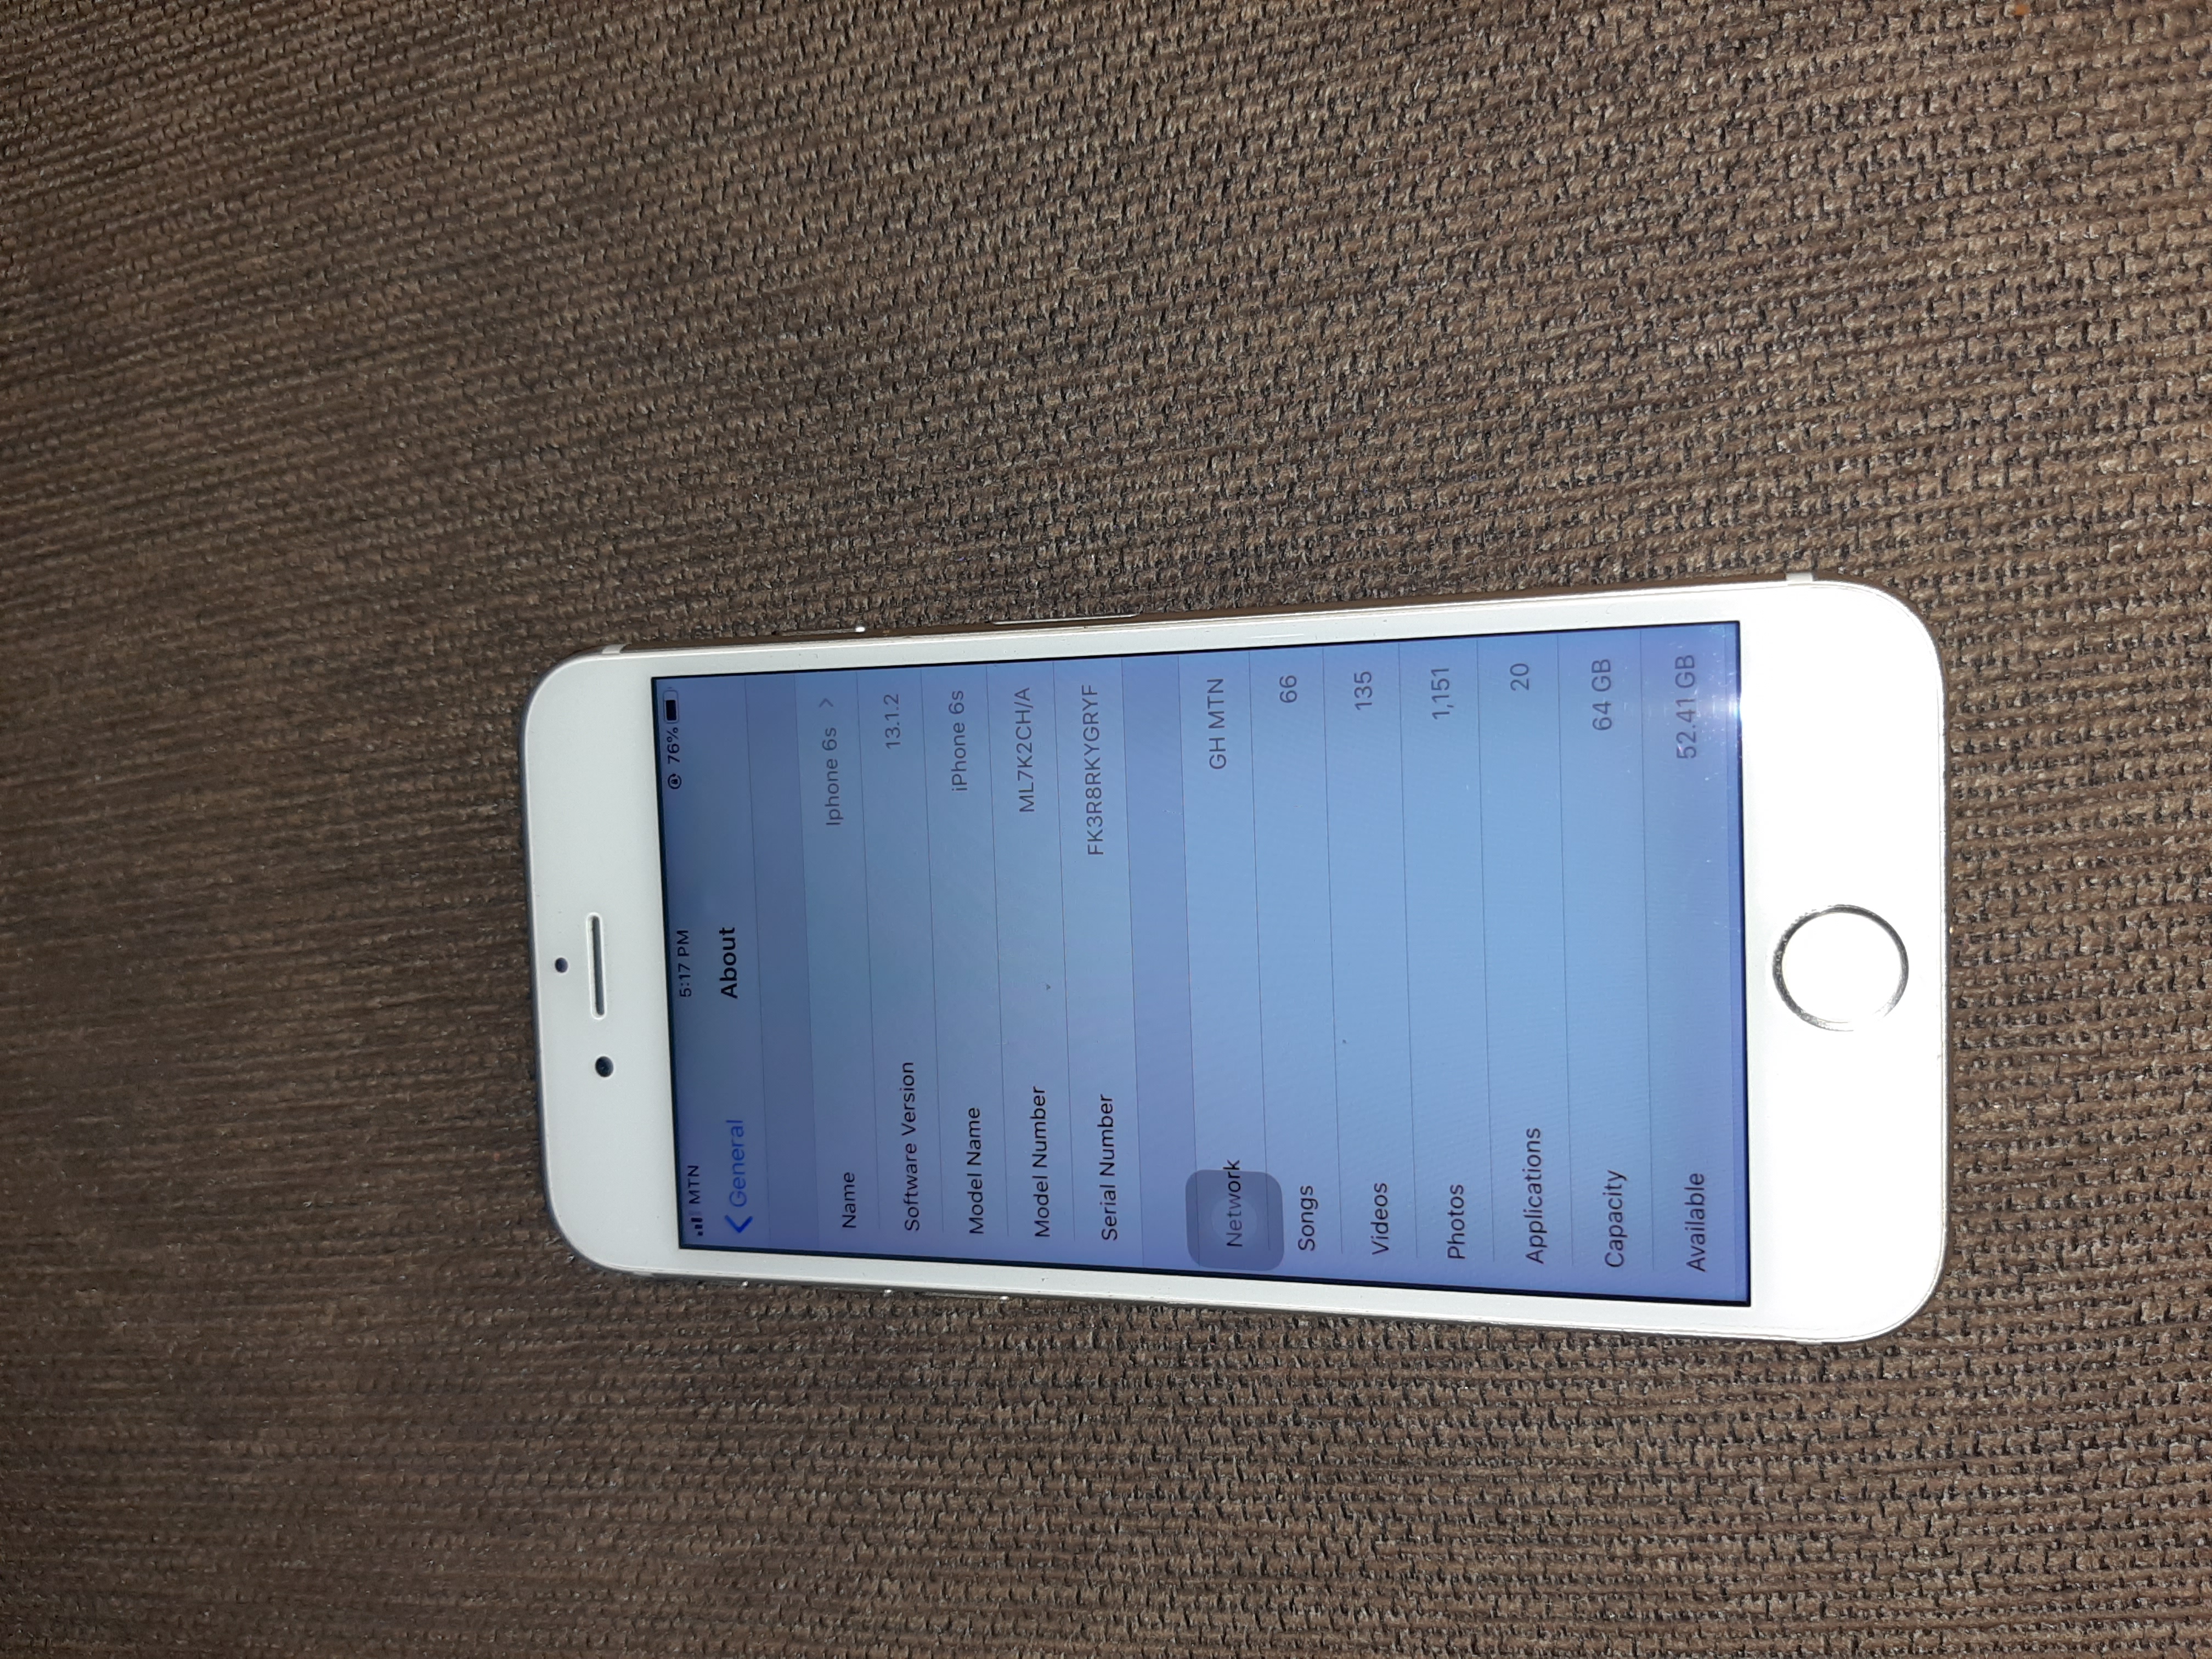 MTN 5:17 PM 76%
General About
Name Iphone 6s
Software Version 13.1.2
Model Name iPhone 6s
Model Number ML7K2CH/A
Serial Number FK3R8RKYGRYF
Network GH MTN
Songs 66
Videos 135
Photos 1,151
Applications 20
Capacity 64 GB
Available 52.41 GB